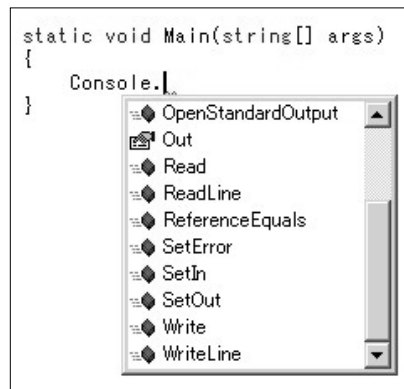 static void Main(string[] args)
{
Console.
}
OpenStandardOutput
Out
Read
ReadLine
ReferenceEquals
SetError
SetIn
SetOut
Write
WriteLine